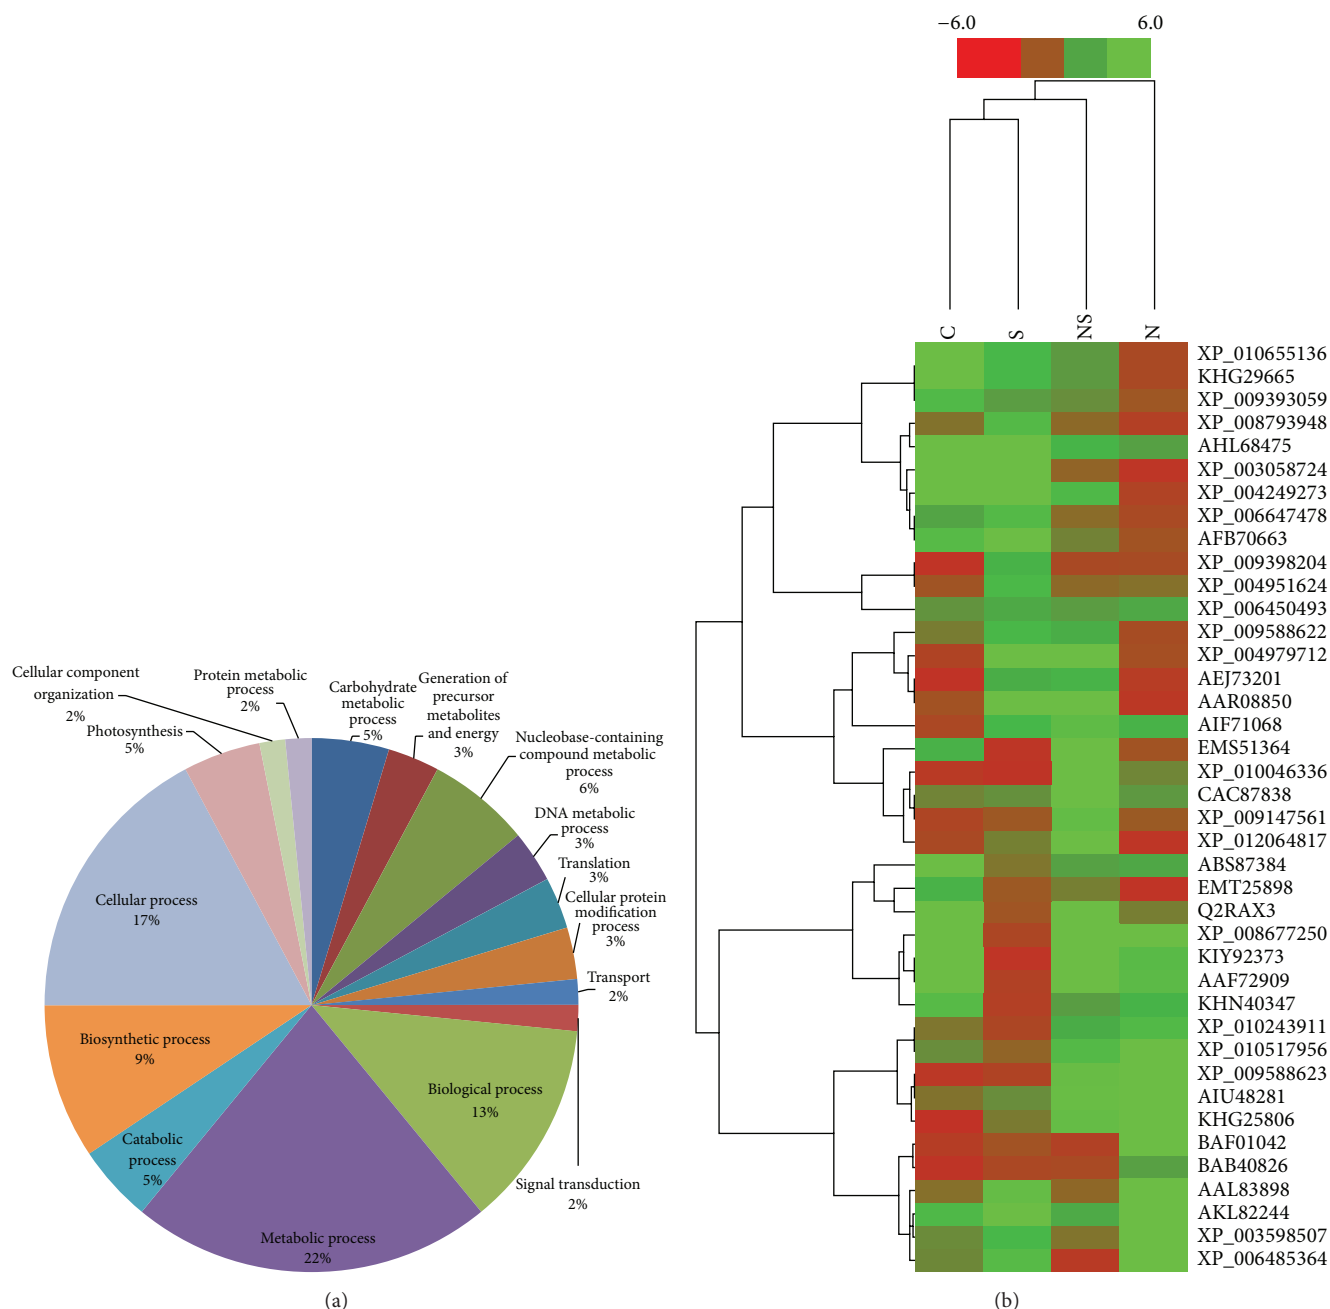 Cellular component
organization
2%
Photosynthesis
5%
Protein metabolic
process
2%
Carbohydrate
metabolic
process
5%
Generation of
precursor
metabolites
and energy
3%
Nucleobase-containing
compound metabolic
process
6%
DNA metabolic
process
3%
Translation
3%
Cellular protein
modification
process
3%
Transport
2%
Cellular process
17%
Biosynthetic process
9%
Biological process
13%
Catabolic
process
5%
Signal transduction
2%
Metabolic process
22%
(a)
−6.0 6.0
C S NS N
XP_010655136
KHG29665
XP_009393059
XP_008793948
AHL68475
XP_003058724
XP_004249273
XP_006647478
AFB70663
XP_009398204
XP_004951624
XP_006450493
XP_009588622
XP_004979712
AEJ73201
AAR08850
AIF71068
EMS51364
XP_010046336
CAC87838
XP_009147561
XP_012064817
ABS87384
EMT25898
Q2RAX3
XP_008677250
KIY92373
AAF72909
KHN40347
XP_010243911
XP_010517956
XP_009588623
AIU48281
KHG25806
BAF01042
BAB40826
AAL83898
AKL82244
XP_003598507
XP_006485364
(b)